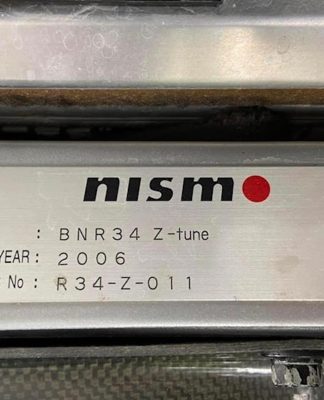 nismo
: BNR34 Z-tune
YEAR: 2006
No: R34-Z-011